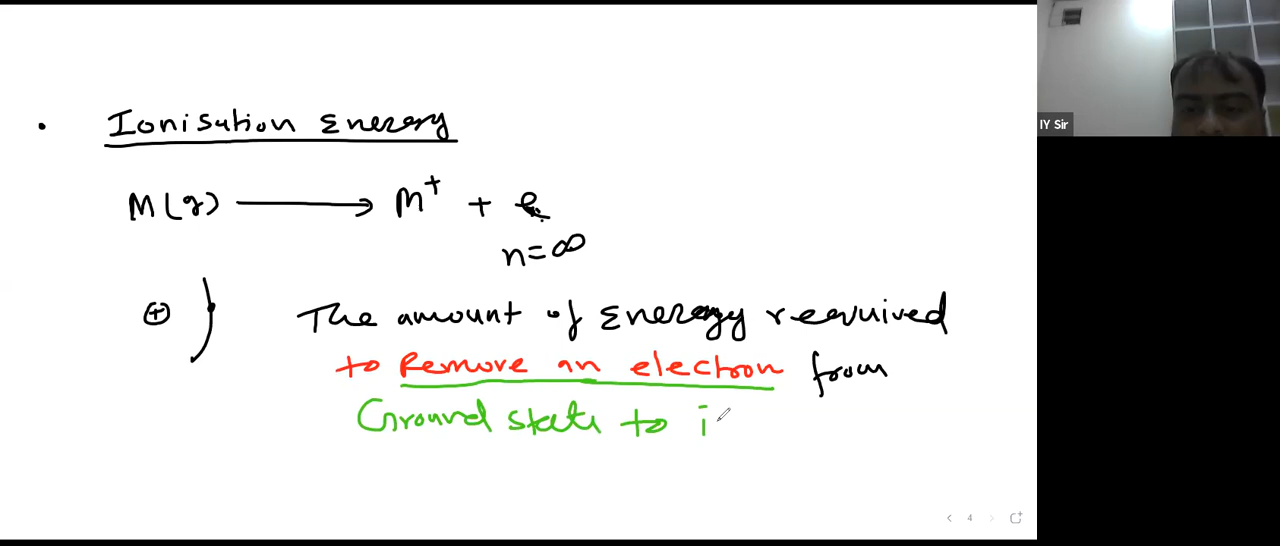 • Ionisation Energy
IY Sir
M(g) ⟶ M⁺ + e
n=∞
⊕ } The amount of Energy required
to Remove an electron from
Ground state to i
4